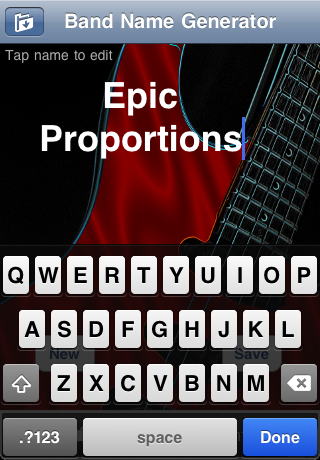 Band Name Generator
Tap name to edit
Epic
Proportions
Q W E R T Y U I O P
A S D F G H J K L
New Save
Z X C V B N M
.?123 space Done